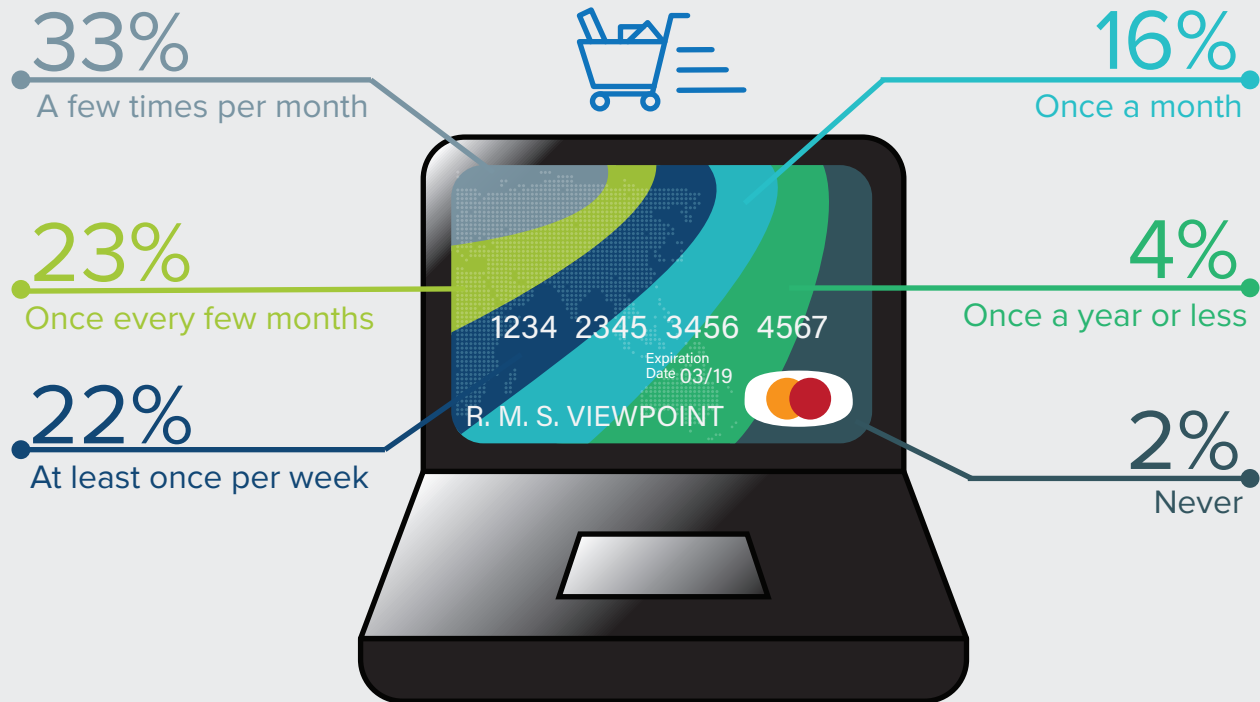 33%
A few times per month
23%
Once every few months
22%
At least once per week
16%
Once a month
4%
Once a year or less
2%
Never
1234 2345 3456 4567
Expiration
Date 03/19
R. M. S. VIEWPOINT